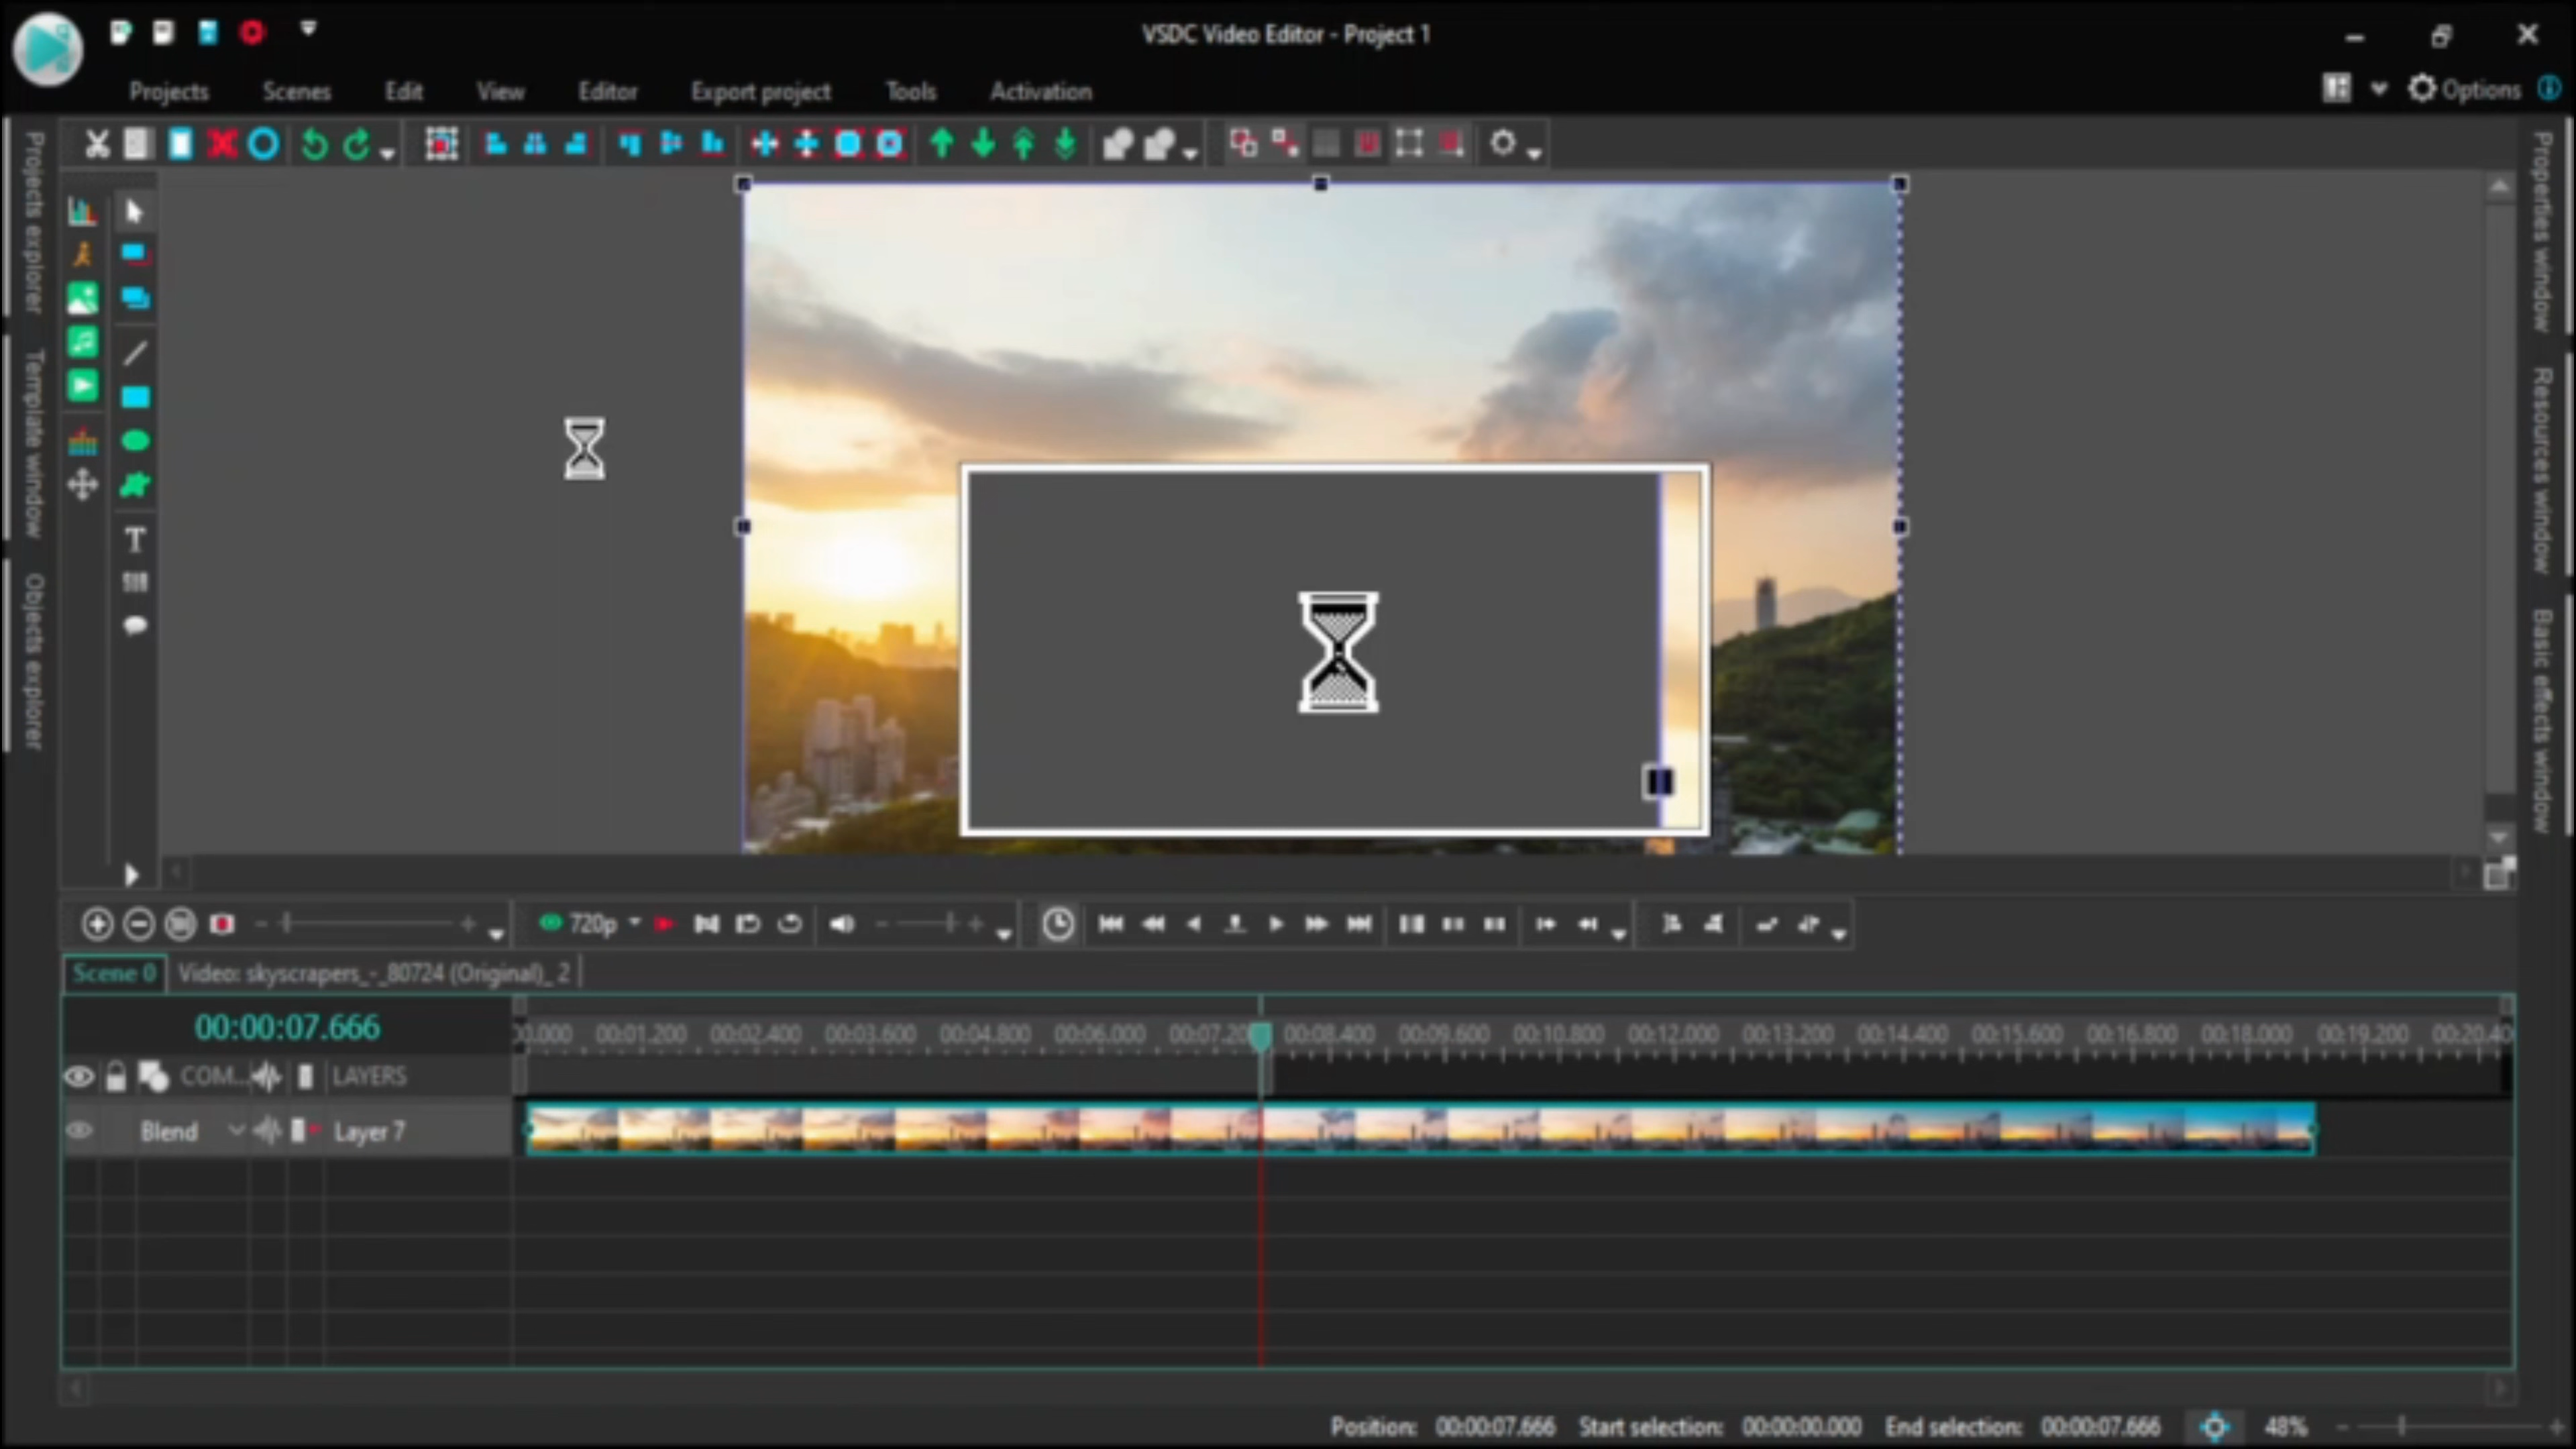 VSDC Video Editor - Project 1
Projects Scenes Edit View Editor Export project Tools Activation
Options
Projects explorer
Template window
Objects explorer
T
Properties window
Resources window
Basic effects window
720p
Scene 0 Video: skyscrapers_-_80724 (Original)_ 2
00:00:07.666
00:01.200 00:02.400 00:03.600 00:04.800 00:06.000 00:08.400 00:09.600 00:10.800 00:12.000 00:13.200 00:14.400 00:15.600 00:16.800 00:18.000 00:19.200
COM... LAYERS
Blend Layer 7
Position: 00:00:07.666 Start selection: 00:00:00.000 End selection: 00:00:07.666 48%